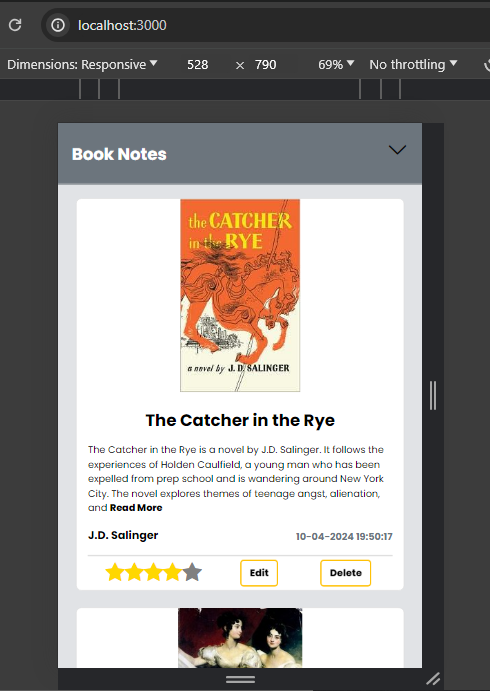 localhost:3000
Dimensions: Responsive 528 × 790 69% No throttling
Book Notes
the CATCHER
in the RYE
a novel by J. D. SALINGER
The Catcher in the Rye
The Catcher in the Rye is a novel by J.D. Salinger. It follows the
experiences of Holden Caulfield, a young man who has been
expelled from prep school and is wandering around New York
City. The novel explores themes of teenage angst, alienation,
and Read More
J.D. Salinger 10-04-2024 19:50:17
Edit Delete